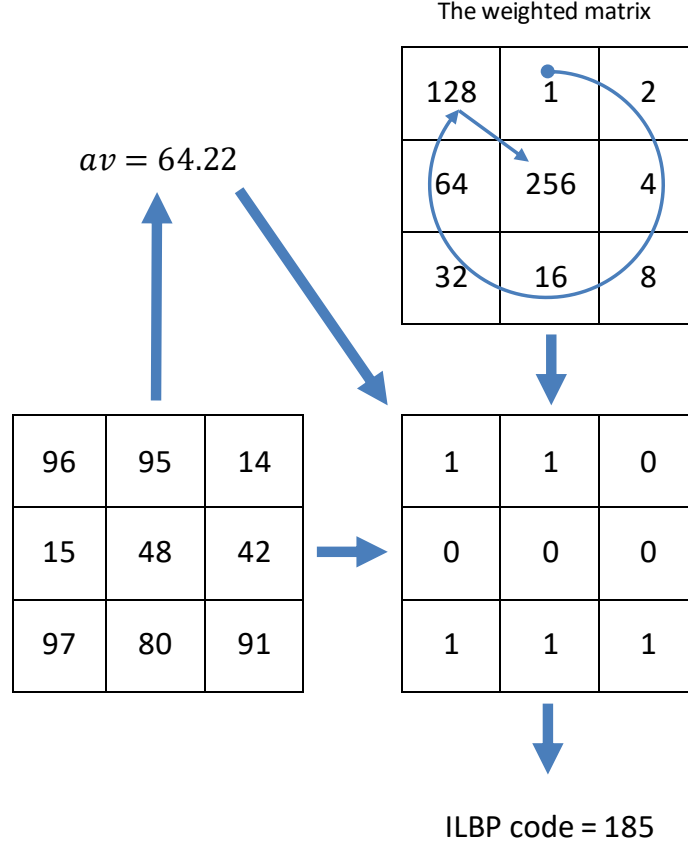 The weighted matrix
128 1 2
64 256 4
32 16 8
av = 64.22
96 95 14
15 48 42
97 80 91
1 1 0
0 0 0
1 1 1
ILBP code = 185